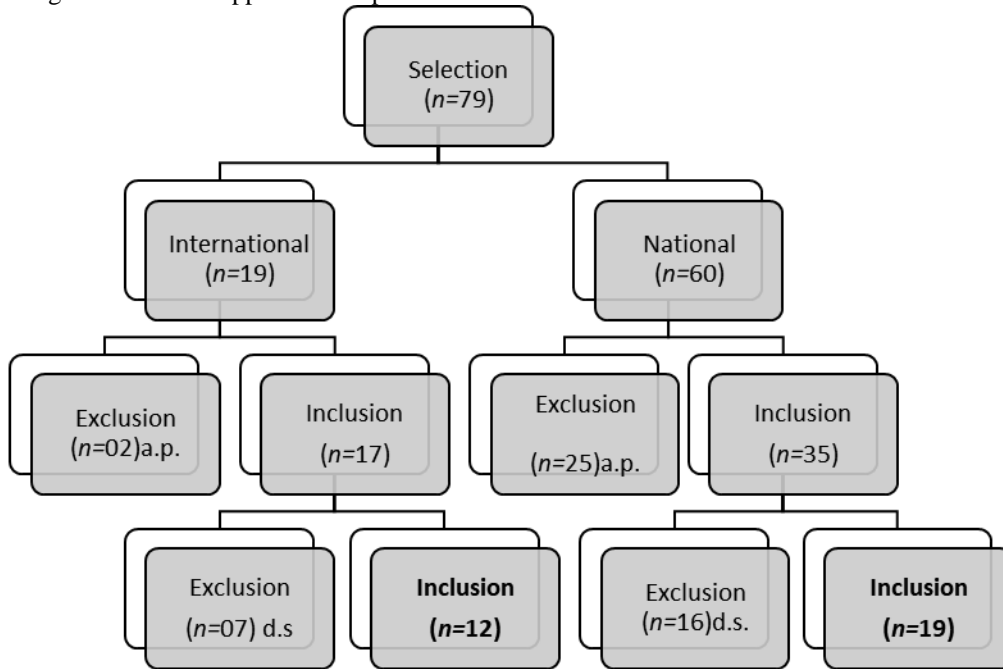 Selection
(n=79)
International
(n=19)
National
(n=60)
Exclusion
(n=02)a.p.
Inclusion
(n=17)
Exclusion
(n=25)a.p.
Inclusion
(n=35)
Exclusion
(n=07) d.s
Inclusion
(n=12)
Exclusion
(n=16)d.s.
Inclusion
(n=19)